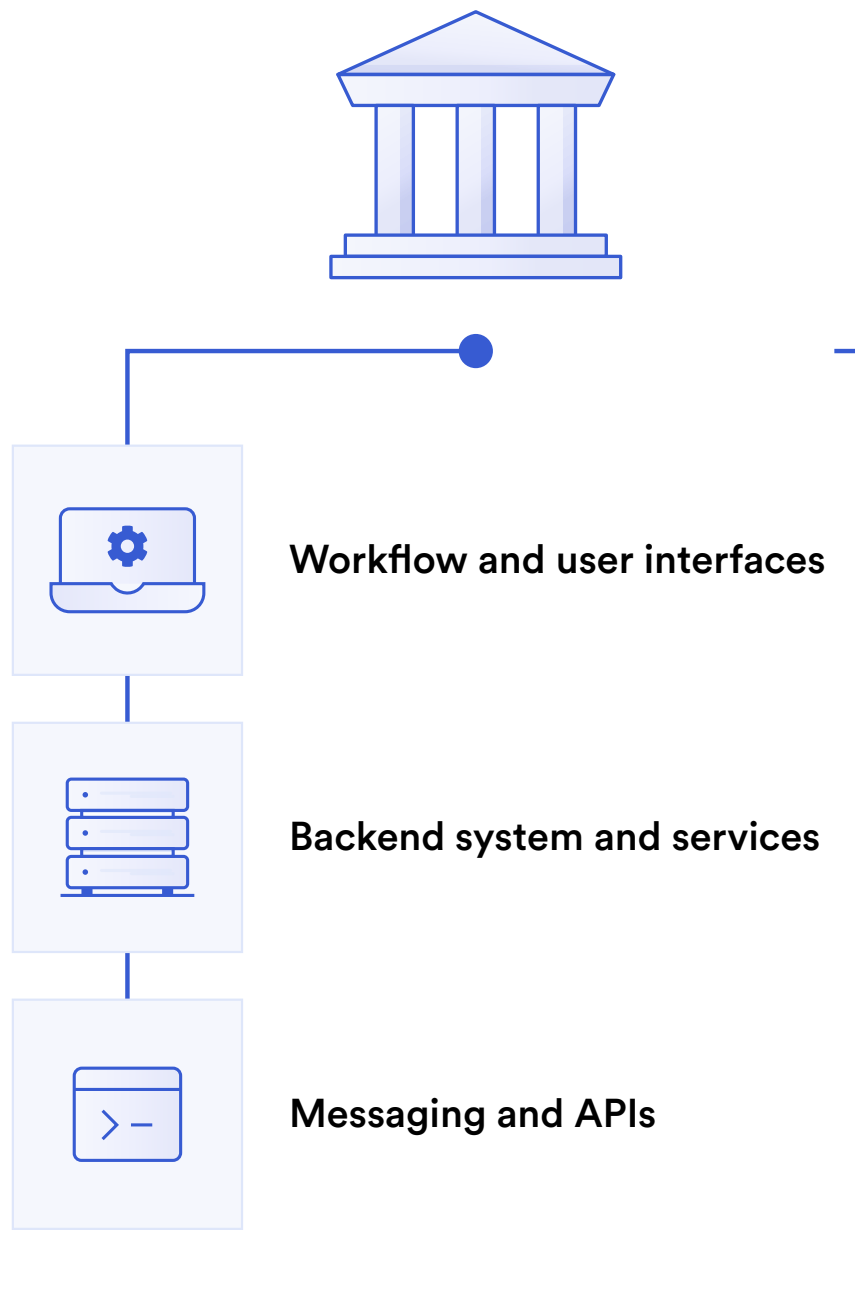 Workflow and user interfaces
Backend system and services
Messaging and APIs